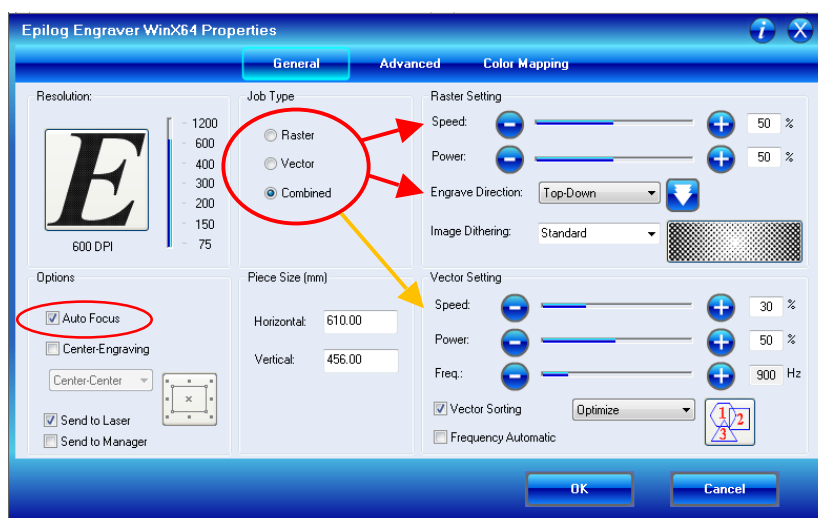 Epilog Engraver WinX64 Properties
i X
General Advanced Color Mapping
Resolution:
E
1200
600
400
300
200
150
75
600 DPI
Job Type
Raster
Vector
Combined
Raster Setting
Speed: 50 %
Power: 50 %
Engrave Direction: Top-Down
Image Dithering: Standard
Options
Auto Focus
Center-Engraving
Center-Center
Send to Laser
Send to Manager
Piece Size (mm)
Horizontal: 610.00
Vertical: 456.00
Vector Setting
Speed: 30 %
Power: 50 %
Freq.: 900 Hz
Vector Sorting Optimize
1 2
3
Frequency Automatic
OK Cancel